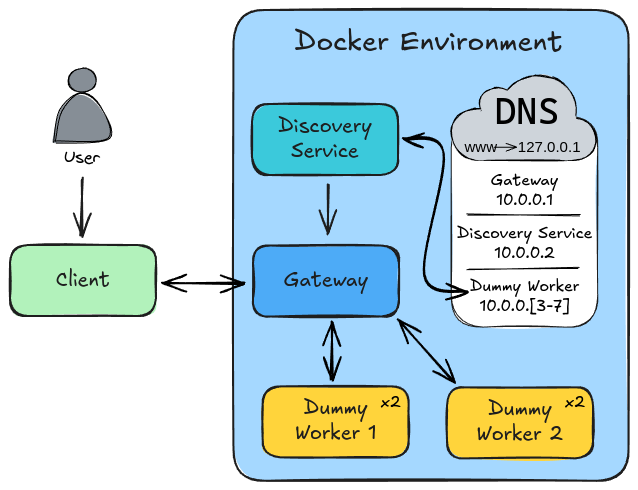 Docker Environment
User
Client
Discovery
Service
Gateway
Dummy x2
Worker 1
Dummy x2
Worker 2
DNS
www→127.0.0.1
Gateway
10.0.0.1
Discovery Service
10.0.0.2
Dummy Worker
10.0.0.[3-7]